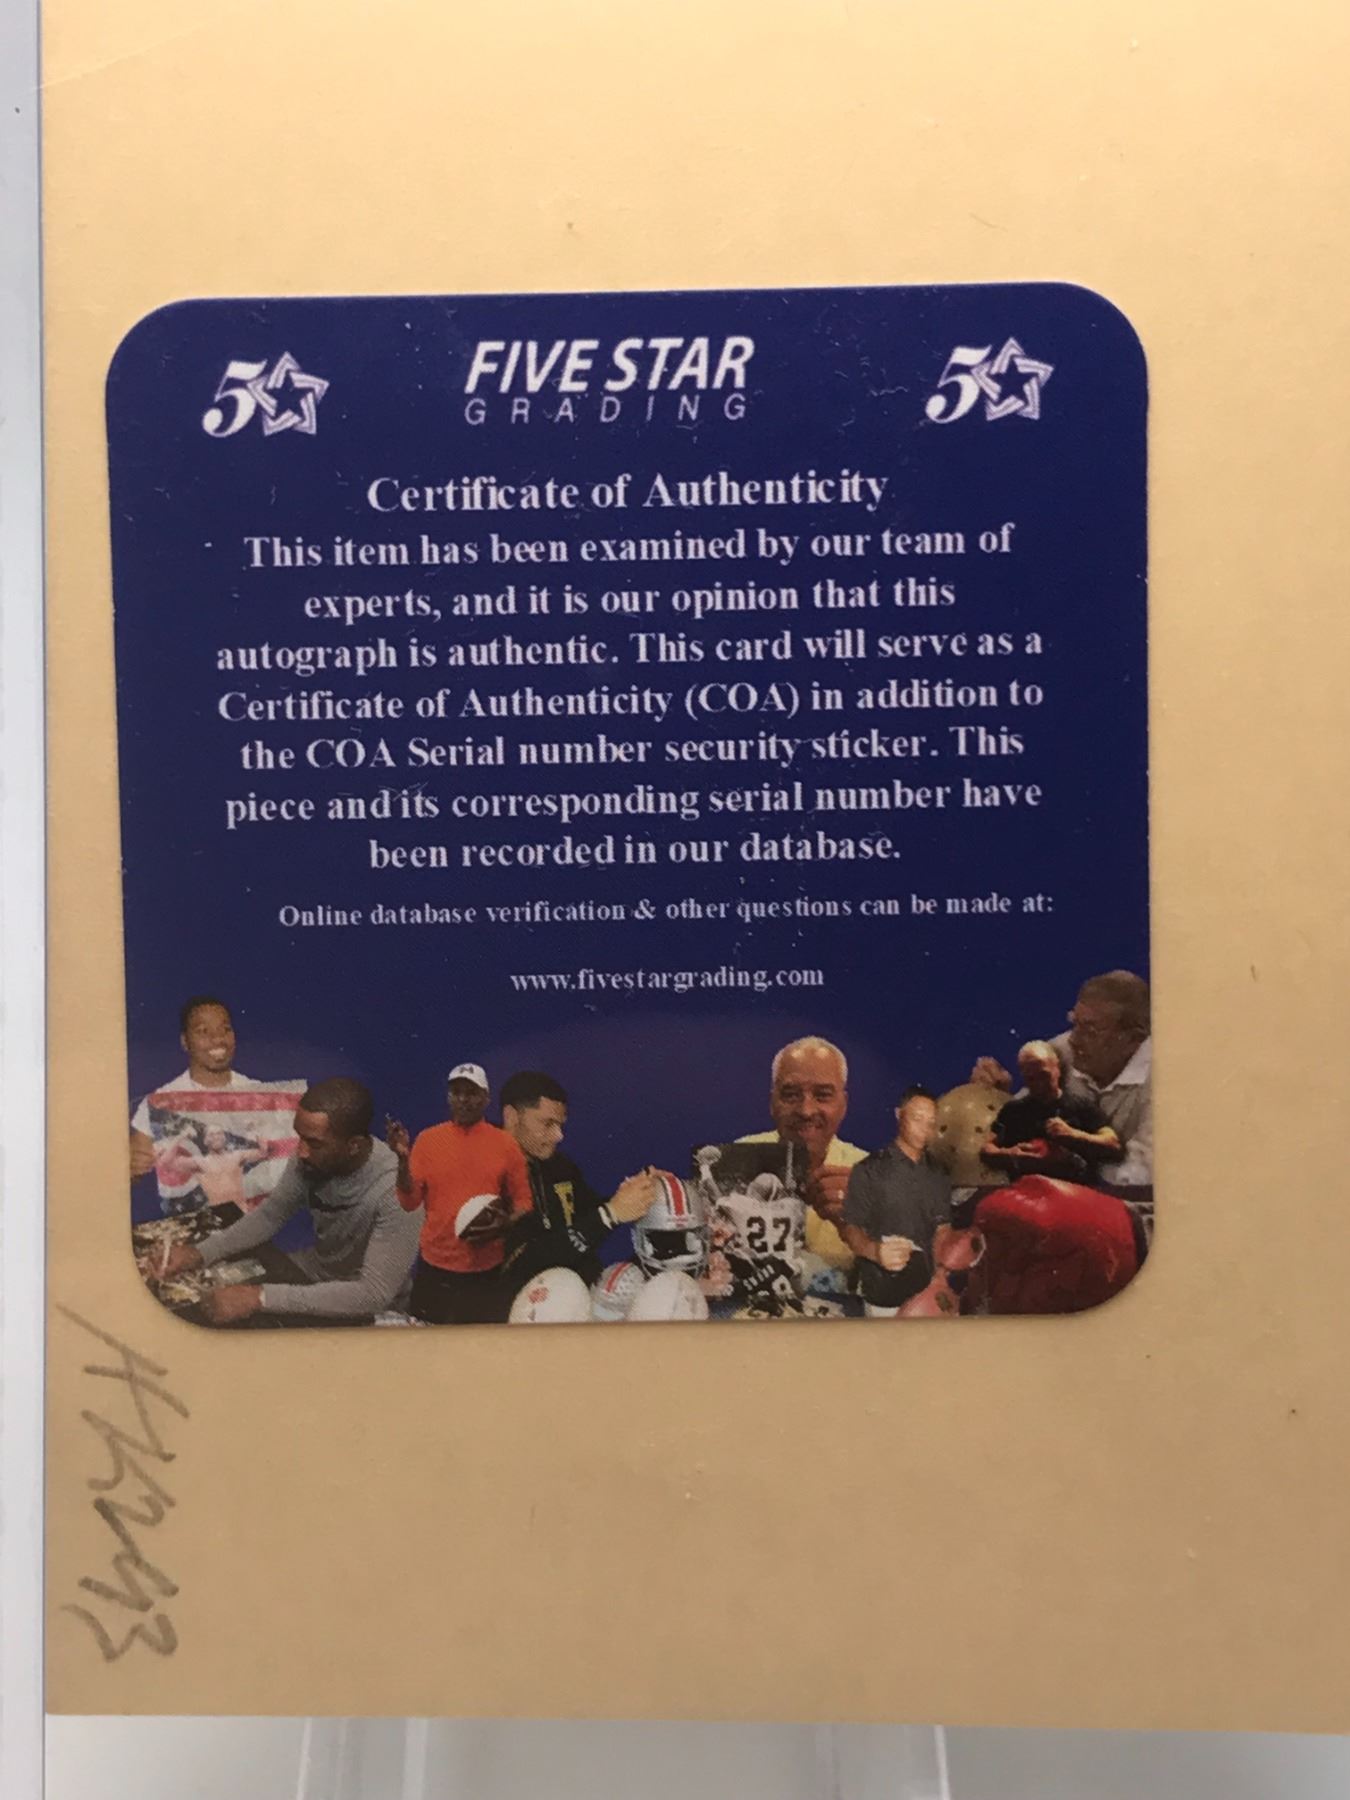 5 FIVE STAR 5
GRADING
Certificate of Authenticity
This item has been examined by our team of
experts, and it is our opinion that this
autograph is authentic. This card will serve as a
Certificate of Authenticity (COA) in addition to
the COA Serial number security sticker. This
piece and its corresponding serial number have
been recorded in our database.
Online database verification & other questions can be made at:
www.fivestargrading.com
27